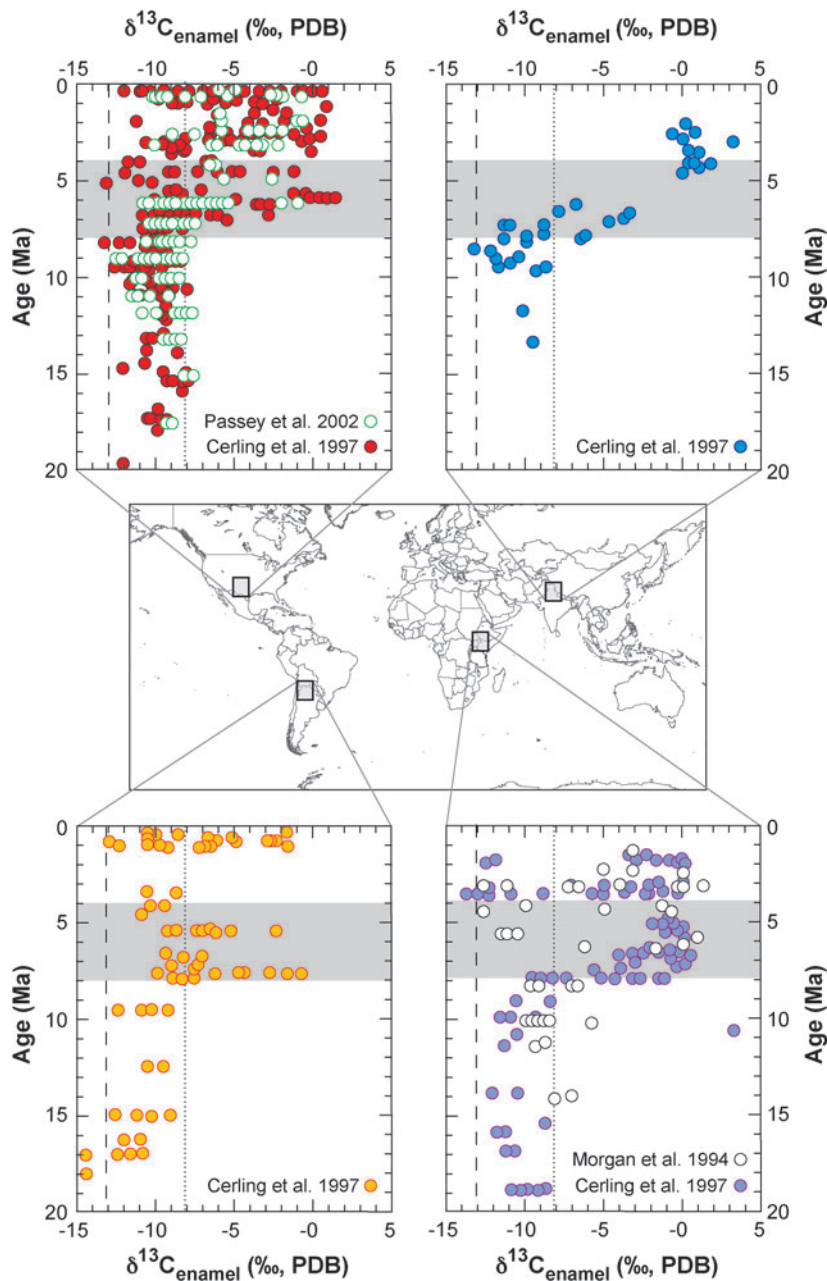 δ13Cenamel (‰, PDB)
δ13Cenamel (‰, PDB)
-15 -10 -5 -0 5
-15 -10 -5 -0 5
0
5
10
15
20
Age (Ma)
Passey et al. 2002
Cerling et al. 1997
0
5
10
15
20
Age (Ma)
Cerling et al. 1997
0
5
10
15
20
Age (Ma)
Cerling et al. 1997
0
5
10
15
20
Age (Ma)
Morgan et al. 1994
Cerling et al. 1997
-15 -10 -5 -0 5
-15 -10 -5 -0 5
δ13Cenamel (‰, PDB)
δ13Cenamel (‰, PDB)